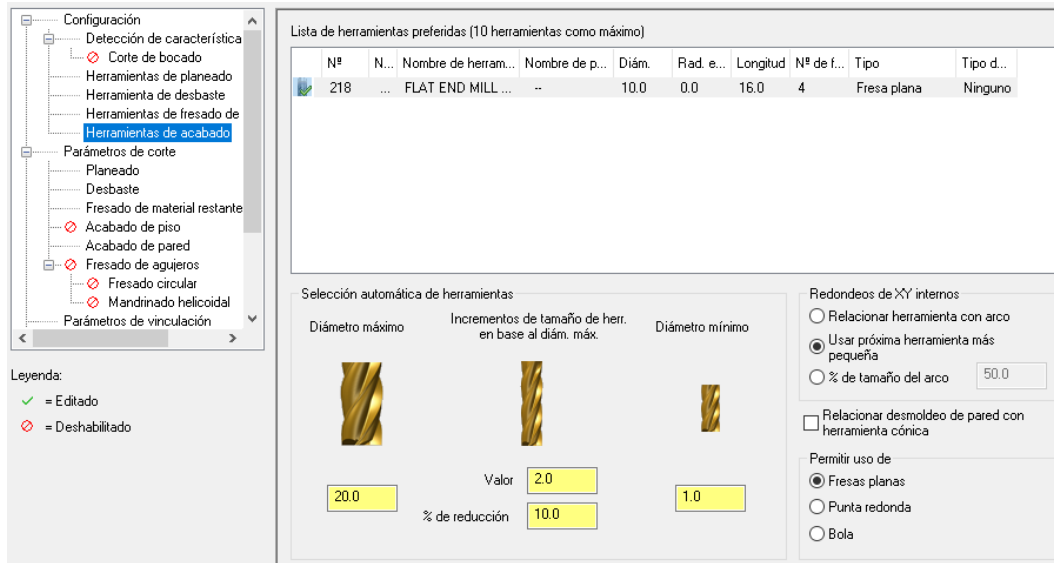 Configuración
Detección de característica
Corte de bocado
Herramientas de planeado
Herramienta de desbaste
Herramientas de fresado de
Herramientas de acabado
Parámetros de corte
Planeado
Desbaste
Fresado de material restante
Acabado de piso
Acabado de pared
Fresado de agujeros
Fresado circular
Mandrinado helicoidal
Parámetros de vinculación
Leyenda:
= Editado
= Deshabilitado
Lista de herramientas preferidas (10 herramientas como máximo)
Nº N... Nombre de herram... Nombre de p... Diám. Rad. e... Longitud Nº de f... Tipo Tipo d...
218 ... FLAT END MILL ... -- 10.0 0.0 16.0 4 Fresa plana Ninguno
Selección automática de herramientas
Diámetro máximo
Incrementos de tamaño de herr.
en base al diám. máx.
Diámetro mínimo
20.0
Valor 2.0
% de reducción 10.0
1.0
Redondeos de XY internos
Relacionar herramienta con arco
Usar próxima herramienta más
pequeña
% de tamaño del arco 50.0
Relacionar desmoldeo de pared con
herramienta cónica
Permitir uso de
Fresas planas
Punta redonda
Bola